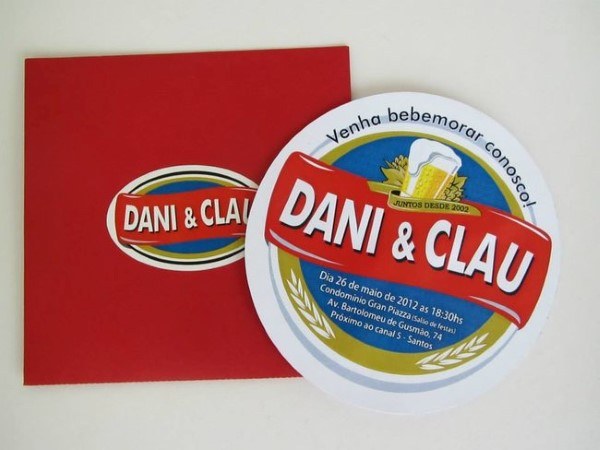 DANI & CLAU
Venha bebemorar conosco!
JUNTOS DESDE 2002
DANI & CLAU
Dia 26 de maio de 2012 as 18:30hs
Condomínio Gran Piazza (Salão de festas)
Av. Bartolomeu de Gusmão, 74
Próximo ao canal 5 - Santos